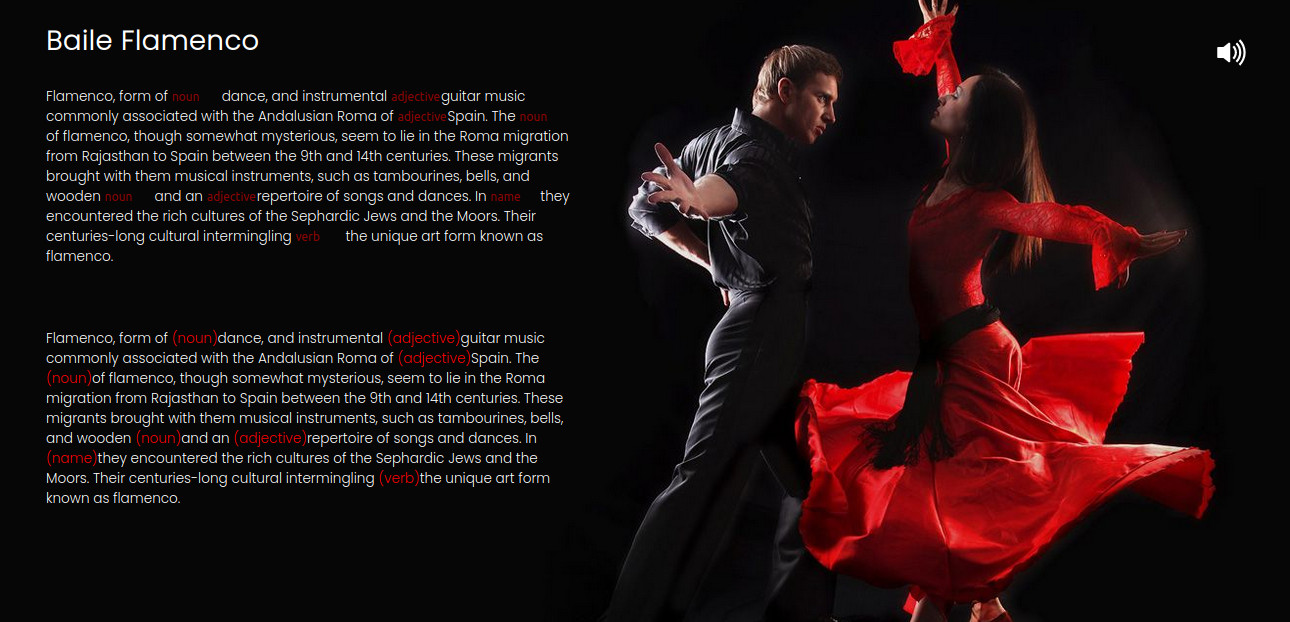 Baile Flamenco
Flamenco, form of noun dance, and instrumental adjective guitar music
commonly associated with the Andalusian Roma of adjective Spain. The noun
of flamenco, though somewhat mysterious, seem to lie in the Roma migration
from Rajasthan to Spain between the 9th and 14th centuries. These migrants
brought with them musical instruments, such as tambourines, bells, and
wooden noun and an adjective repertoire of songs and dances. In name they
encountered the rich cultures of the Sephardic Jews and the Moors. Their
centuries-long cultural intermingling verb the unique art form known as
flamenco.
Flamenco, form of (noun)dance, and instrumental (adjective)guitar music
commonly associated with the Andalusian Roma of (adjective)Spain. The
(noun)of flamenco, though somewhat mysterious, seem to lie in the Roma
migration from Rajasthan to Spain between the 9th and 14th centuries. These
migrants brought with them musical instruments, such as tambourines, bells,
and wooden (noun)and an (adjective)repertoire of songs and dances. In
(name)they encountered the rich cultures of the Sephardic Jews and the
Moors. Their centuries-long cultural intermingling (verb)the unique art form
known as flamenco.